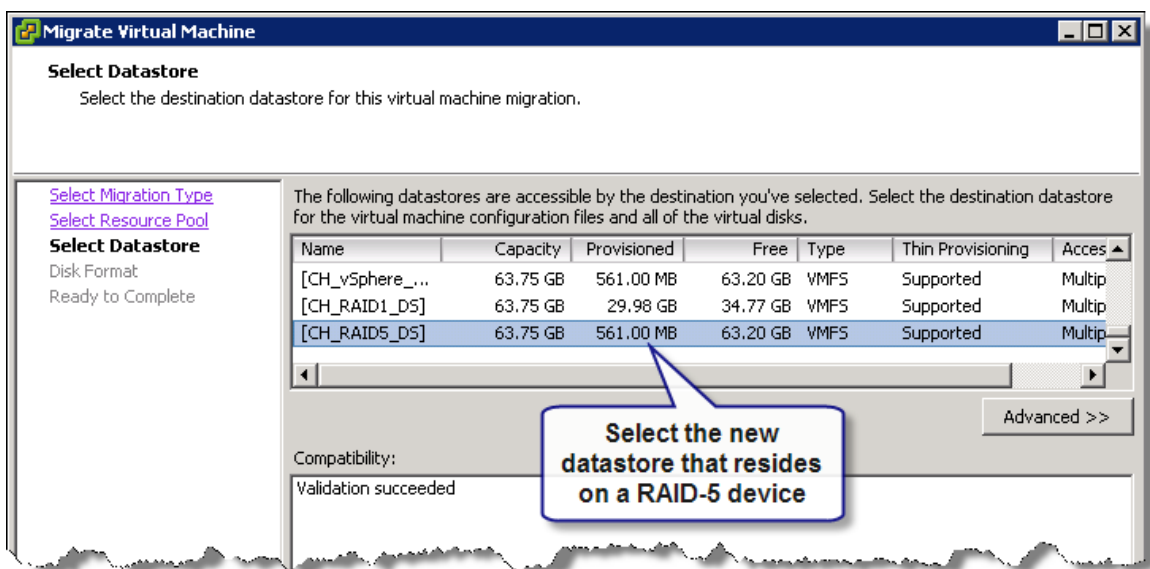 Migrate Virtual Machine
Select Datastore
Select the destination datastore for this virtual machine migration.
Select Migration Type
Select Resource Pool
Select Datastore
Disk Format
Ready to Complete
The following datastores are accessible by the destination you've selected. Select the destination datastore
for the virtual machine configuration files and all of the virtual disks.
Name Capacity Provisioned Free Type Thin Provisioning Acces
[CH_vSphere_... 63.75 GB 561.00 MB 63.20 GB VMFS Supported Multip
[CH_RAID1_DS] 63.75 GB 29.98 GB 34.77 GB VMFS Supported Multip
[CH_RAID5_DS] 63.75 GB 561.00 MB 63.20 GB VMFS Supported Multip
Advanced >>
Select the new
datastore that resides
on a RAID-5 device
Compatibility:
Validation succeeded